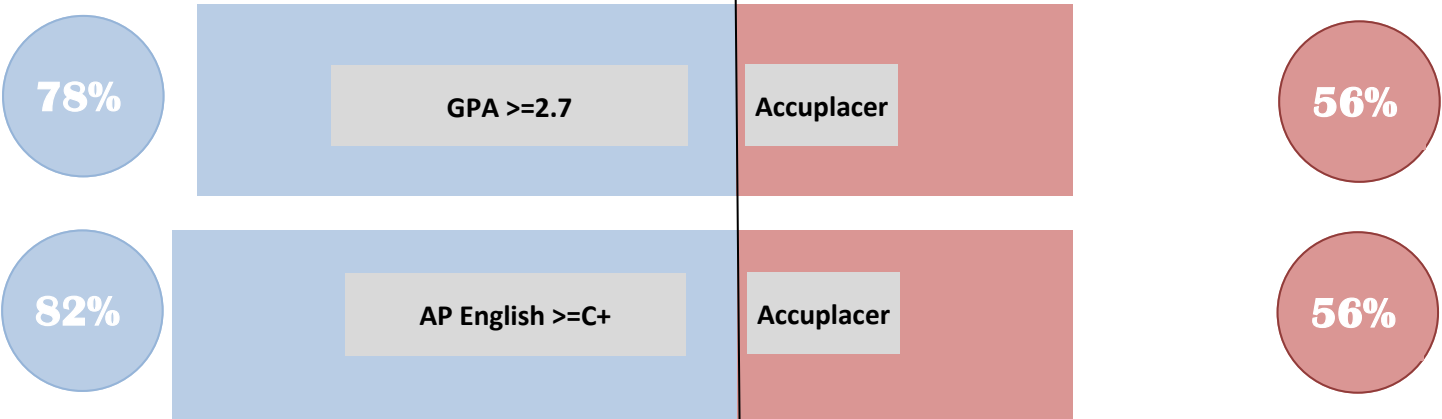 78%
GPA >=2.7
Accuplacer
56%
82%
AP English >=C+
Accuplacer
56%